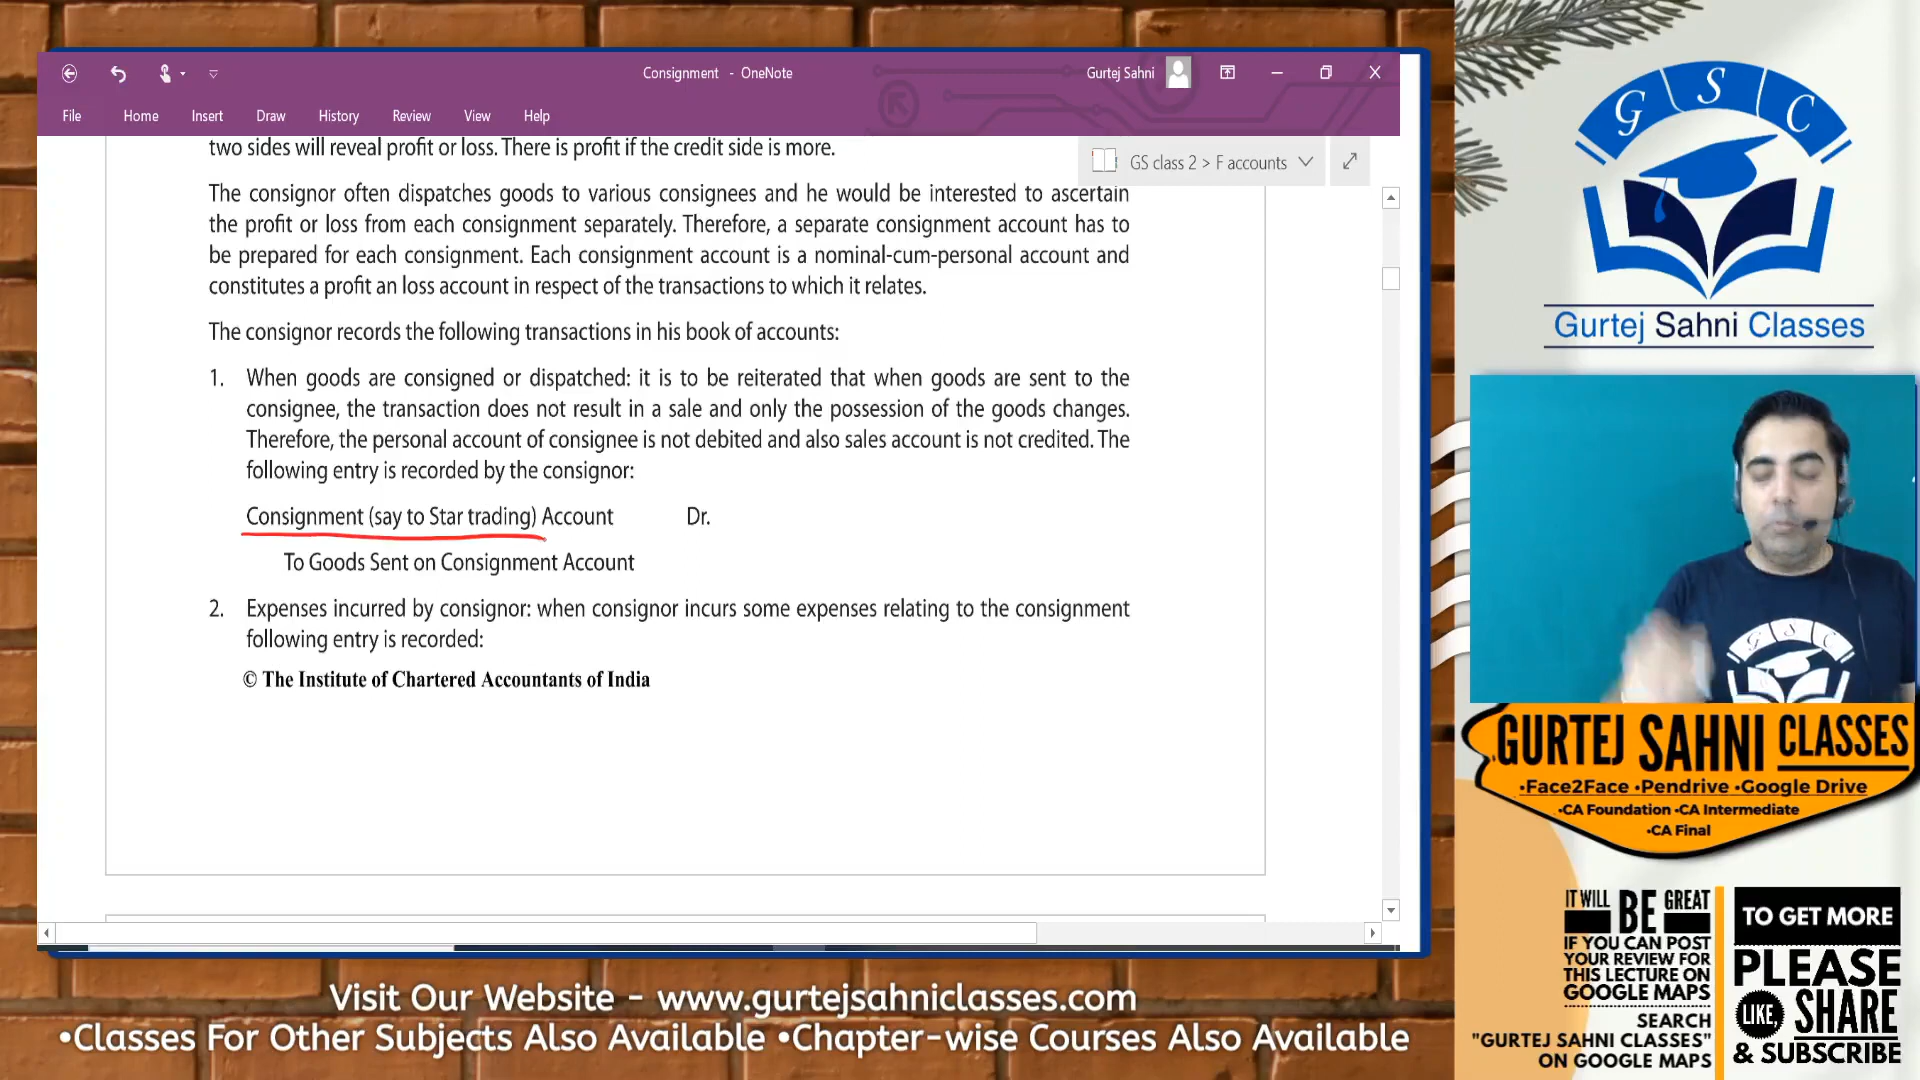 Consignment - OneNote
Gurtej Sahni
File Home Insert Draw History Review View Help
GS class 2 > F accounts
two sides will reveal profit or loss. There is profit if the credit side is more.
The consignor often dispatches goods to various consignees and he would be interested to ascertain
the profit or loss from each consignment separately. Therefore, a separate consignment account has to
be prepared for each consignment. Each consignment account is a nominal-cum-personal account and
constitutes a profit an loss account in respect of the transactions to which it relates.
The consignor records the following transactions in his book of accounts:
1. When goods are consigned or dispatched: it is to be reiterated that when goods are sent to the
consignee, the transaction does not result in a sale and only the possession of the goods changes.
Therefore, the personal account of consignee is not debited and also sales account is not credited. The
following entry is recorded by the consignor:
Consignment (say to Star trading) Account Dr.
To Goods Sent on Consignment Account
2. Expenses incurred by consignor: when consignor incurs some expenses relating to the consignment
following entry is recorded:
© The Institute of Chartered Accountants of India
G S C
Gurtej Sahni Classes
GSC
GURTEJ SAHNI CLASSES
•Face2Face •Pendrive •Google Drive
•CA Foundation •CA Intermediate
•CA Final
IT WILL BE GREAT
IF YOU CAN POST
YOUR REVIEW FOR
THIS LECTURE ON
GOOGLE MAPS
SEARCH
"GURTEJ SAHNI CLASSES"
ON GOOGLE MAPS
TO GET MORE
PLEASE
LIKE, SHARE
& SUBSCRIBE
Visit Our Website - www.gurtejsahniclasses.com
•Classes For Other Subjects Also Available •Chapter-wise Courses Also Available